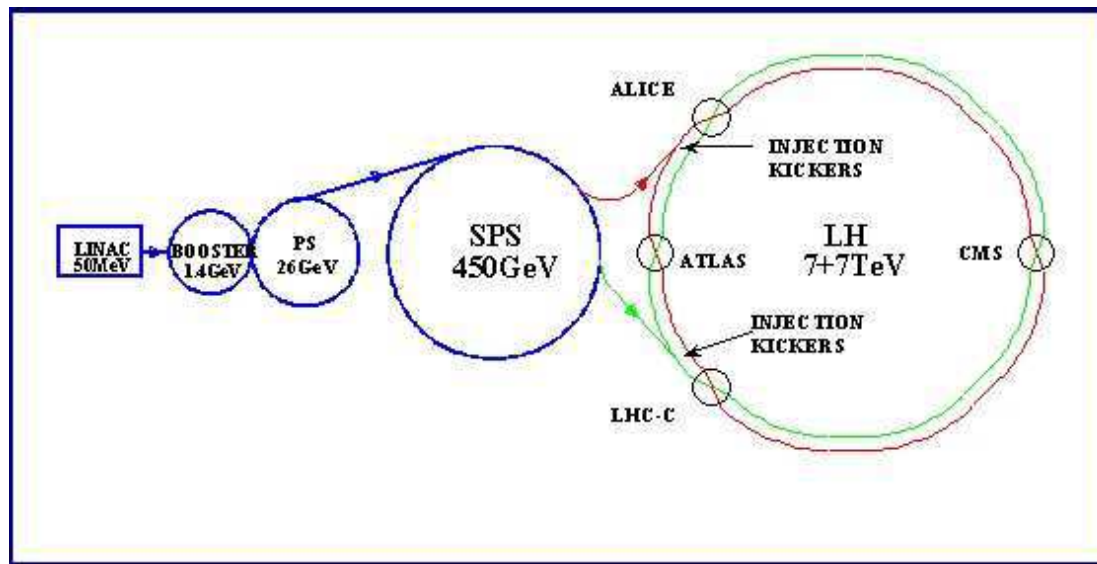 LINAC
50MeV
BOOSTER
1.4GeV
PS
26GeV
SPS
450GeV
ALICE
INJECTION
KICKERS
ATLAS
LH
7+7TeV
CMS
INJECTION
KICKERS
LHC-C